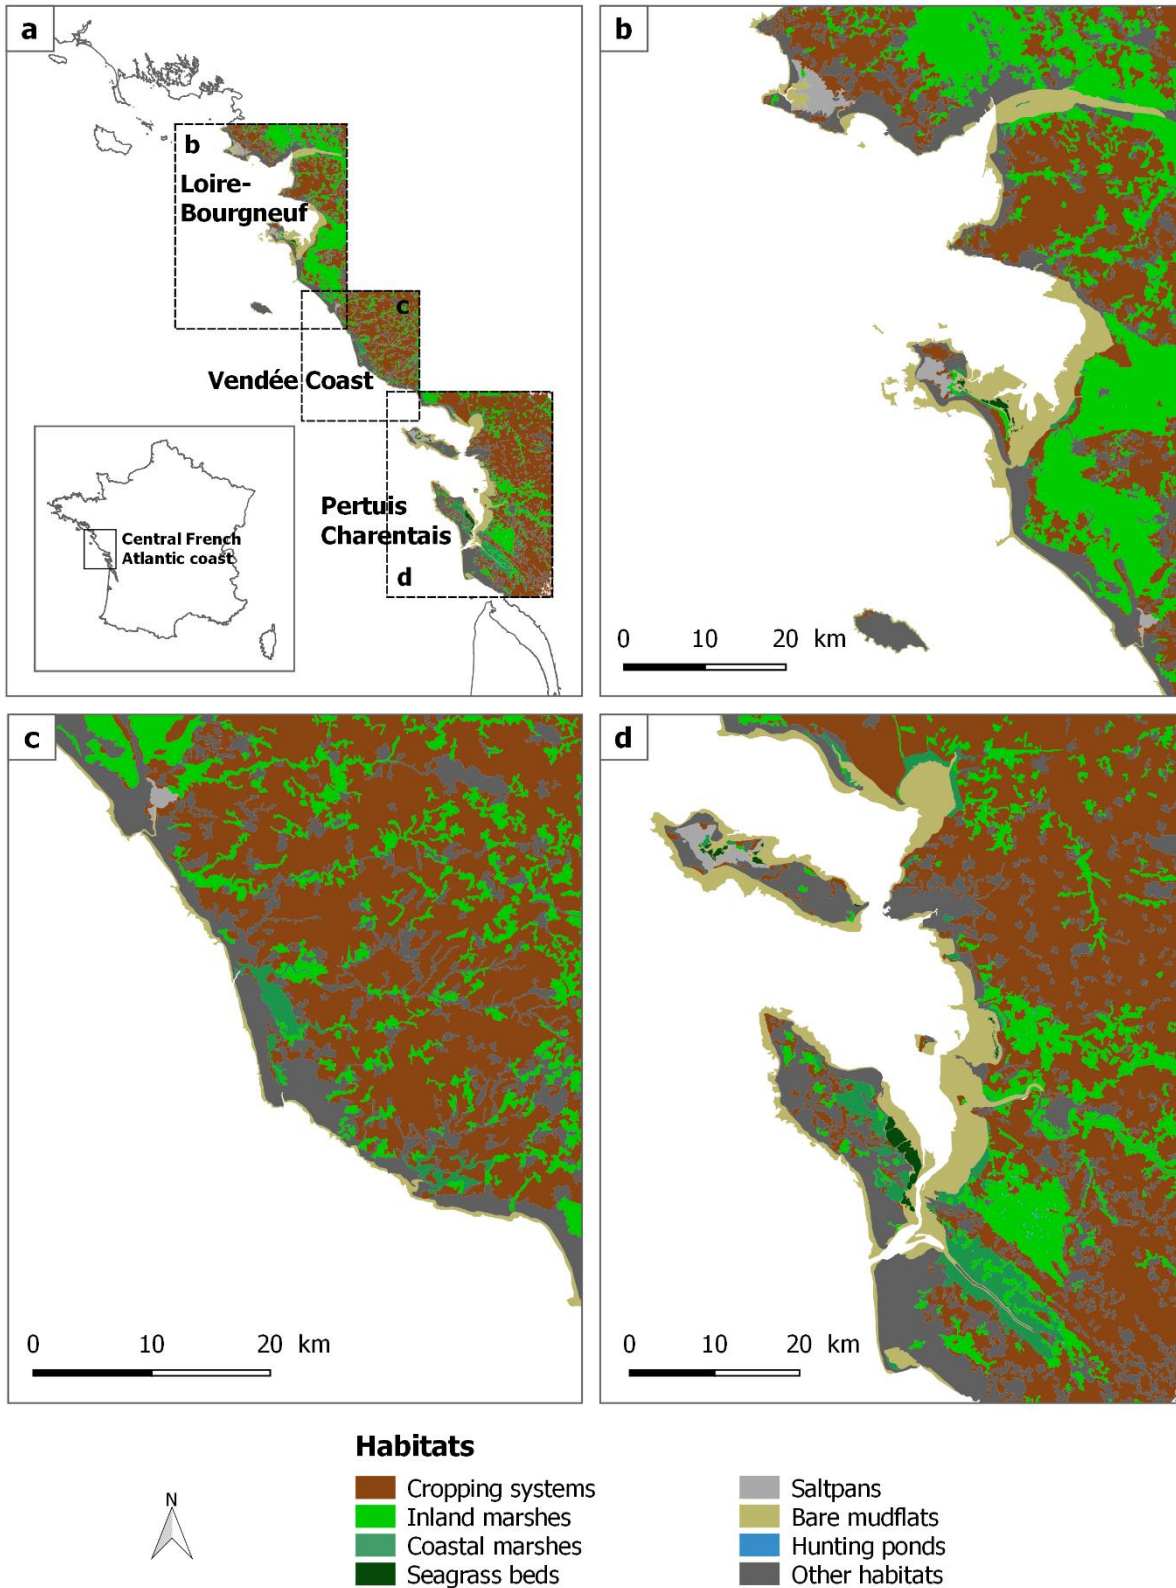 a
b
Loire-
Bourgneuf
c
Vendée Coast
Pertuis
Charentais
d
Central French
Atlantic coast
b
0 10 20 km
c
0 10 20 km
d
0 10 20 km
N
Habitats
Cropping systems
Inland marshes
Coastal marshes
Seagrass beds
Saltpans
Bare mudflats
Hunting ponds
Other habitats